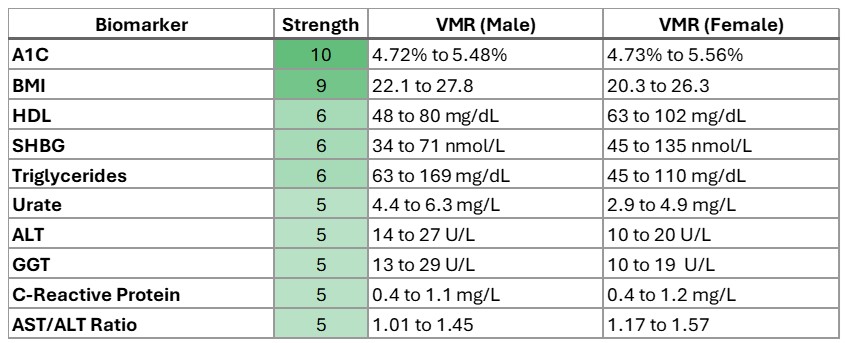 Biomarker Strength VMR (Male) VMR (Female)
A1C 10 4.72% to 5.48% 4.73% to 5.56%
BMI 9 22.1 to 27.8 20.3 to 26.3
HDL 6 48 to 80 mg/dL 63 to 102 mg/dL
SHBG 6 34 to 71 nmol/L 45 to 135 nmol/L
Triglycerides 6 63 to 169 mg/dL 45 to 110 mg/dL
Urate 5 4.4 to 6.3 mg/L 2.9 to 4.9 mg/L
ALT 5 14 to 27 U/L 10 to 20 U/L
GGT 5 13 to 29 U/L 10 to 19 U/L
C-Reactive Protein 5 0.4 to 1.1 mg/L 0.4 to 1.2 mg/L
AST/ALT Ratio 5 1.01 to 1.45 1.17 to 1.57